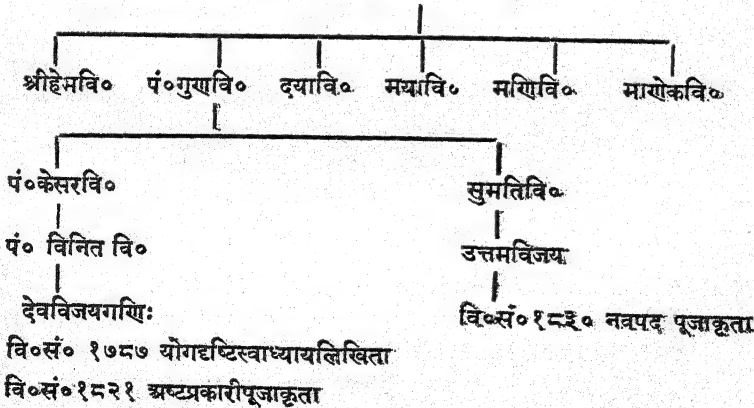 श्रीहेमवि० पं०गुणवि० दयावि० मयावि० मणिवि० माणेकवि०
पं०केसरवि०
पं० विनित वि०
देवविजयगणिः
वि०सं० १७८७ योगदृष्टिस्वाध्यायलिखिता
वि०सं०१८२१ अष्टप्रकारीपूजाकृता
सुमतिवि०
उत्तमविजय
वि०सं०१८३० नवपद पूजाकृता